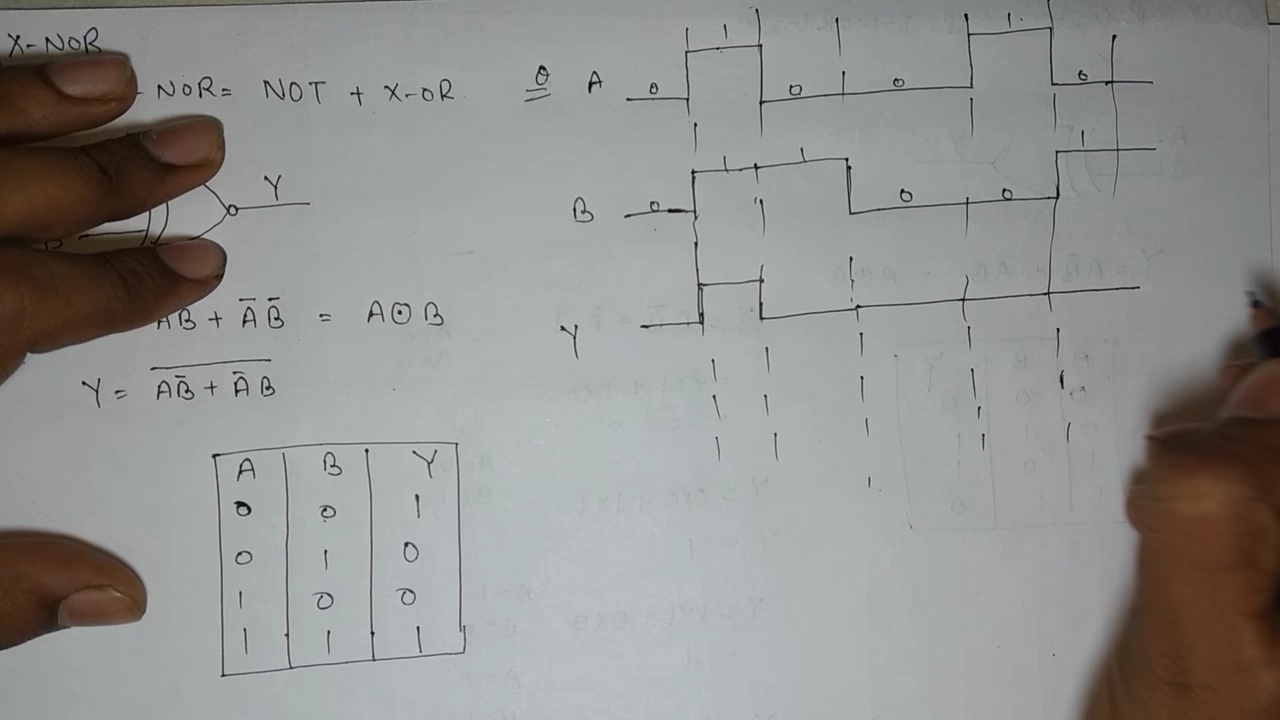 X-NOR
NOR= NOT + X-OR
Y
AB + ĀB̄ = A⊙B
Y = \overline{AB̄ + ĀB}
A B Y
0 0 1
0 1 0
1 0 0
1 1 1
Q A 0 1 0 0 1 0
B 0 1 1 0 0 1
Y